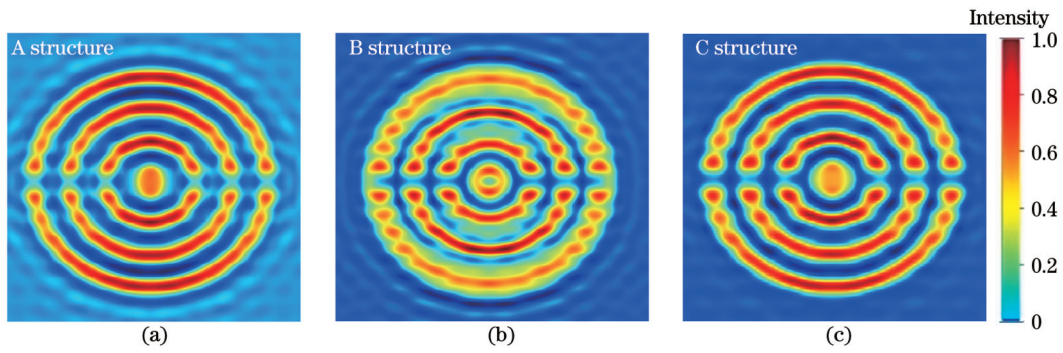 Intensity
A structure
B structure
C structure
1.0
0.8
0.6
0.4
0.2
0
(a)
(b)
(c)